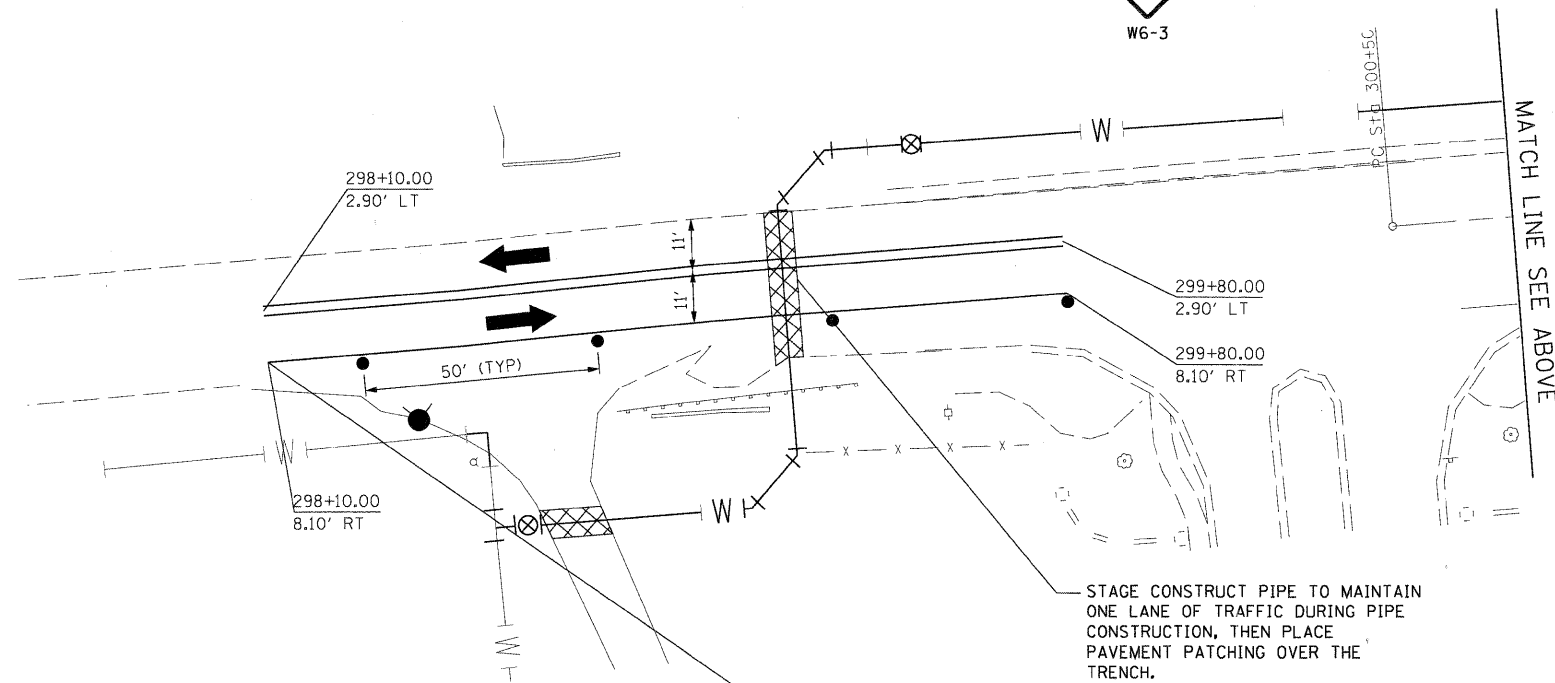 W6-3
PC Sta 300+50
MATCH LINE SEE ABOVE
W
298+10.00
2.90' LT
11'
11'
299+80.00
2.90' LT
299+80.00
8.10' RT
50' (TYP)
W
298+10.00
8.10' RT
W
W
STAGE CONSTRUCT PIPE TO MAINTAIN
ONE LANE OF TRAFFIC DURING PIPE
CONSTRUCTION, THEN PLACE
PAVEMENT PATCHING OVER THE
TRENCH.